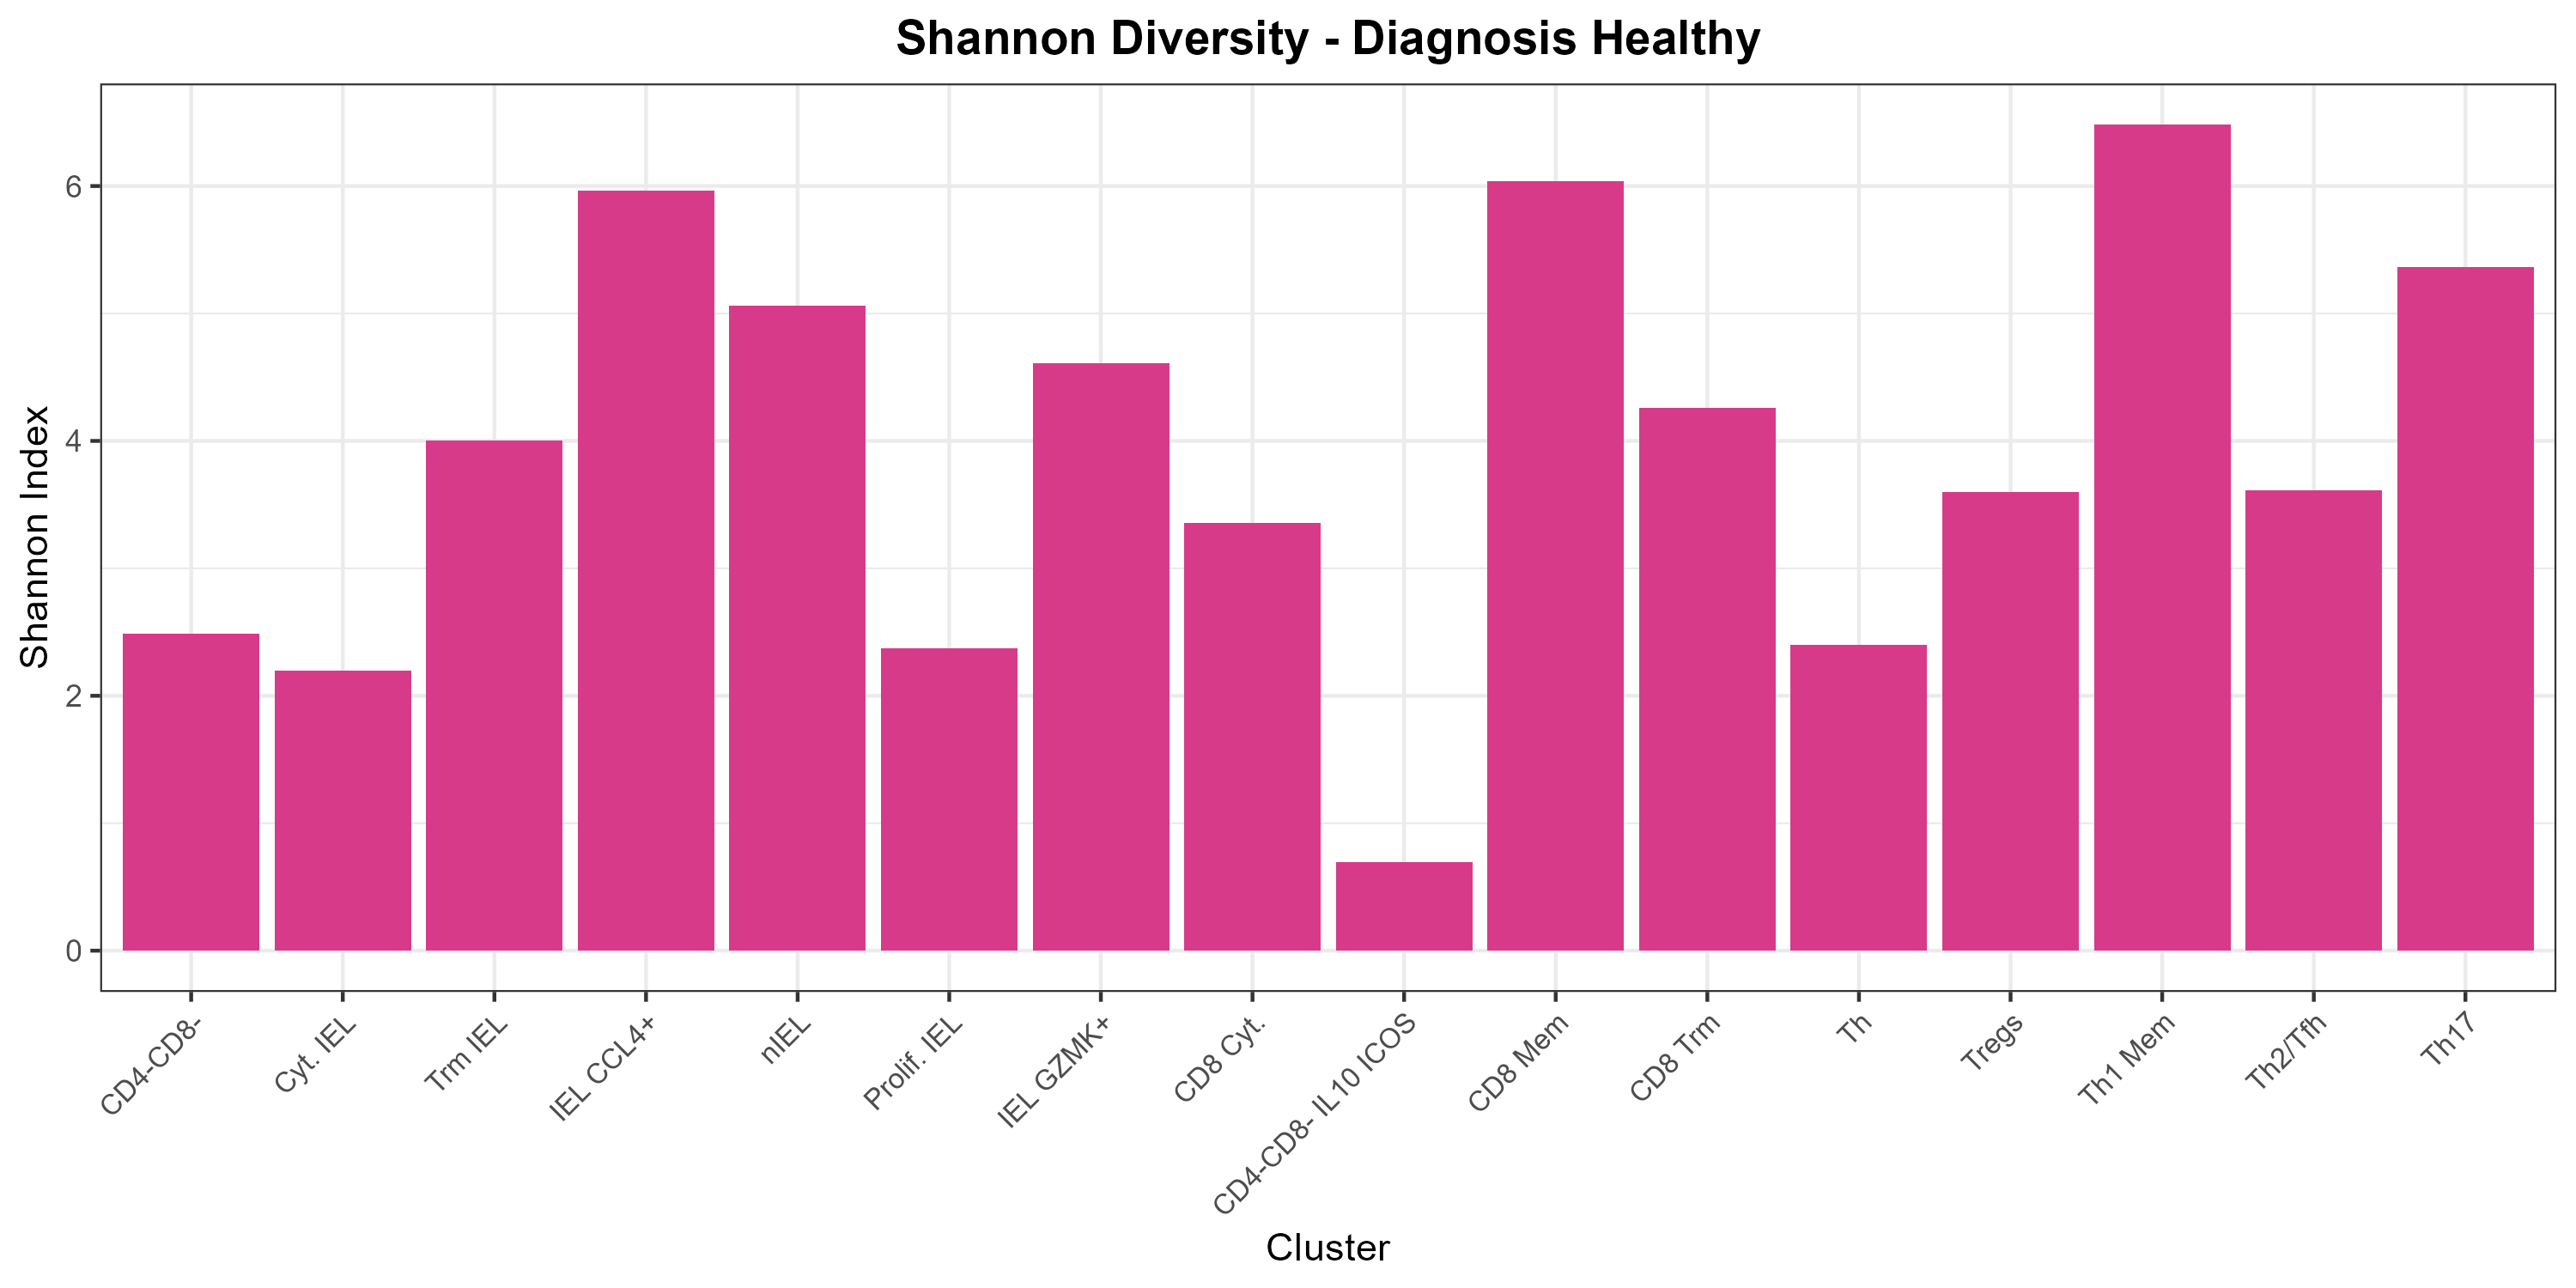 Shannon Diversity - Diagnosis Healthy
Shannon Index
6
4
2
0
CD4-CD8-
Cyt. IEL
Trm IEL
IEL CCL4+
nIEL
Prolif. IEL
IEL GZMK+
CD8 Cyt.
CD4-CD8- IL10 ICOS
CD8 Mem
CD8 Trm
Th
Tregs
Th1 Mem
Th2/Tfh
Th17
Cluster